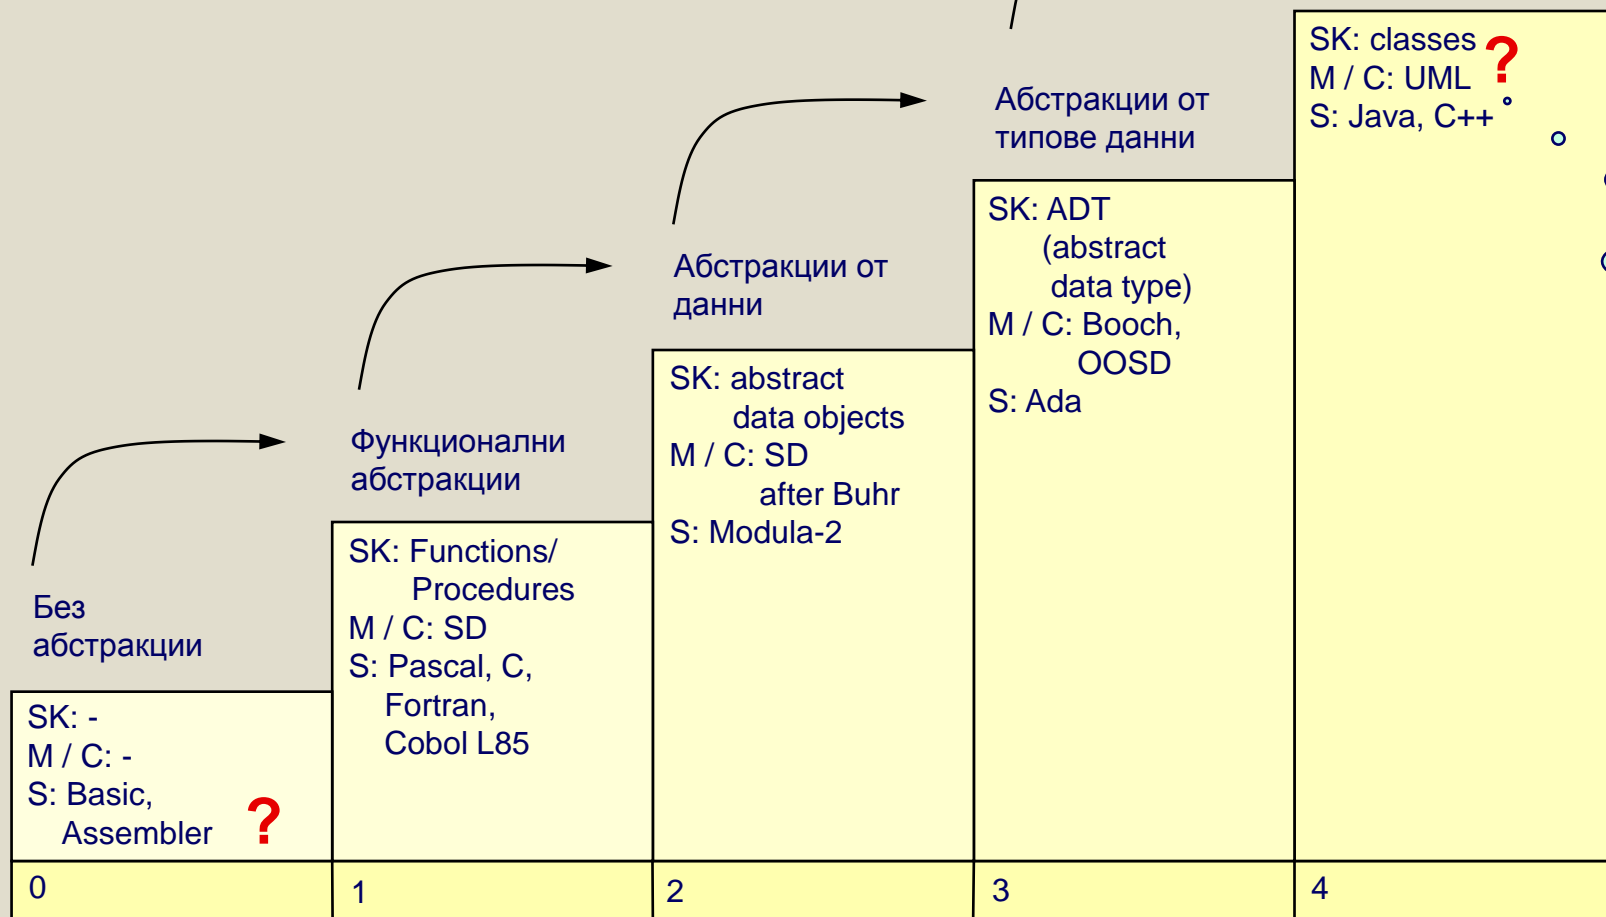 Без
абстракции
SK: -
M / C: -
S: Basic,
Assembler
?
0
Функционални
абстракции
SK: Functions/
Procedures
M / C: SD
S: Pascal, C,
Fortran,
Cobol L85
1
Абстракции от
данни
SK: abstract
data objects
M / C: SD
after Buhr
S: Modula-2
2
Абстракции от
типове данни
SK: ADT
(abstract
data type)
M / C: Booch,
OOSD
S: Ada
3
SK: classes ?
M / C: UML
S: Java, C++
4